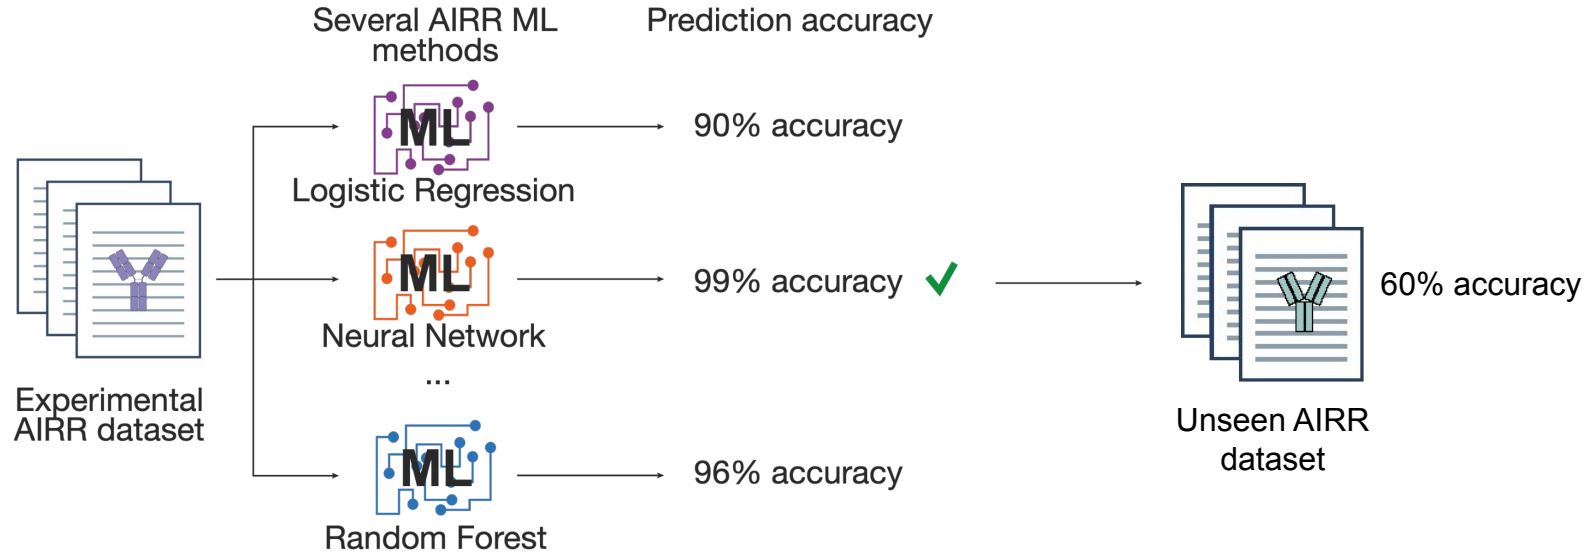 Several AIRR ML
methods
Prediction accuracy
ML
Logistic Regression
90% accuracy
ML
Neural Network
99% accuracy
...
ML
Random Forest
96% accuracy
Experimental
AIRR dataset
60% accuracy
Unseen AIRR
dataset